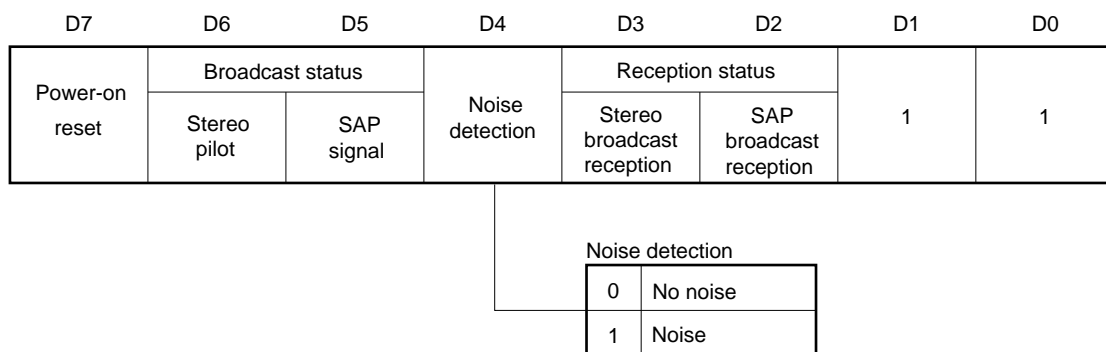 D7 D6 D5 D4 D3 D2 D1 D0
Power-on
reset
Broadcast status
Stereo
pilot
SAP
signal
Noise
detection
Reception status
Stereo
broadcast
reception
SAP
broadcast
reception
1
1
Noise detection
0 No noise
1 Noise